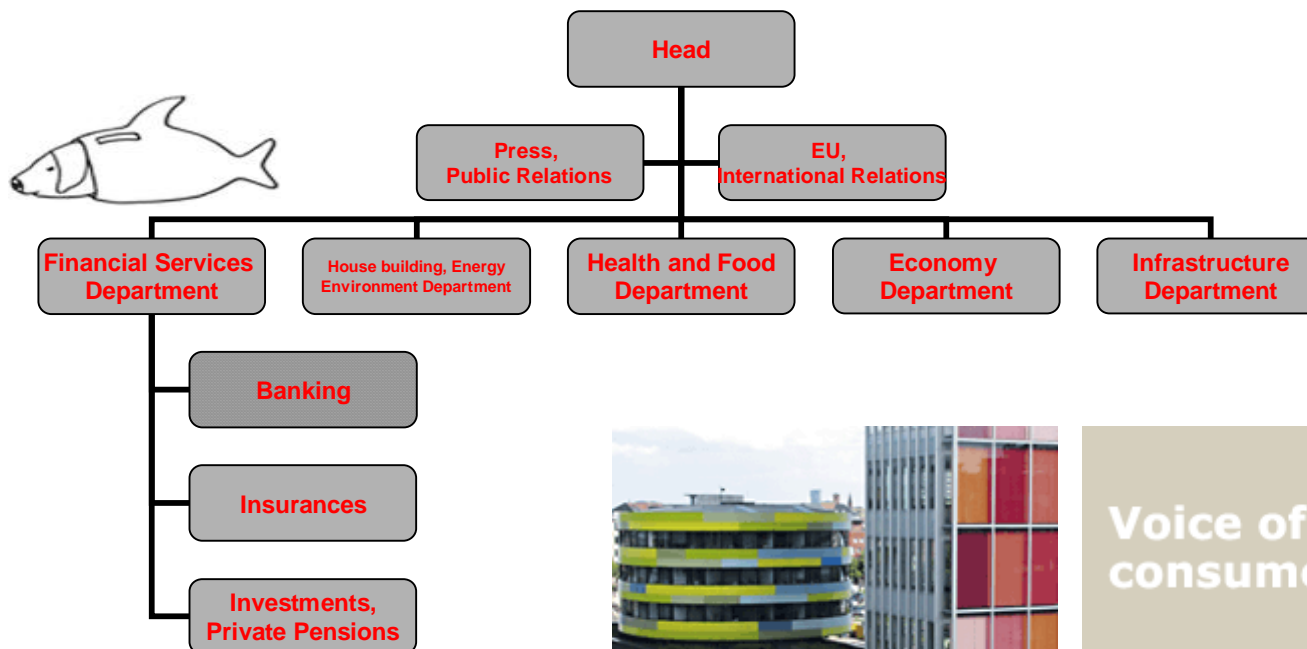 Head
Press,
Public Relations
EU,
International Relations
Financial Services
Department
House building, Energy
Environment Department
Health and Food
Department
Economy
Department
Infrastructure
Department
Banking
Insurances
Investments,
Private Pensions
Voice of